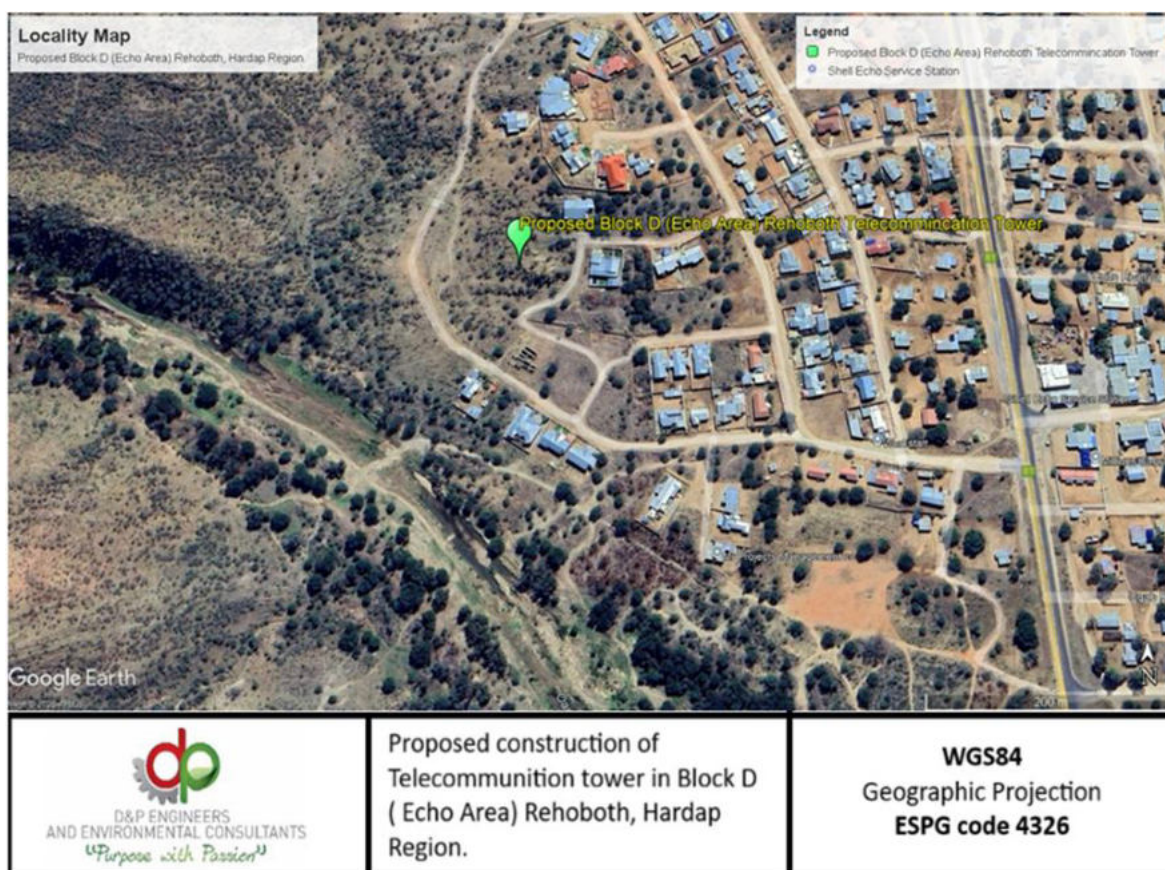 Locality Map
Proposed Block D (Echo Area) Rehoboth, Hardap Region.
Legend
Proposed Block D (Echo Area) Rehoboth Telecommincation Tower
Shell Echo Service Station
Proposed Block D (Echo Area) Rehoboth Telecommincation Tower
Google Earth
N
dp
D&P ENGINEERS
AND ENVIRONMENTAL CONSULTANTS
"Purpose with Passion"
Proposed construction of
Telecommunition tower in Block D
( Echo Area) Rehoboth, Hardap
Region.
WGS84
Geographic Projection
ESPG code 4326